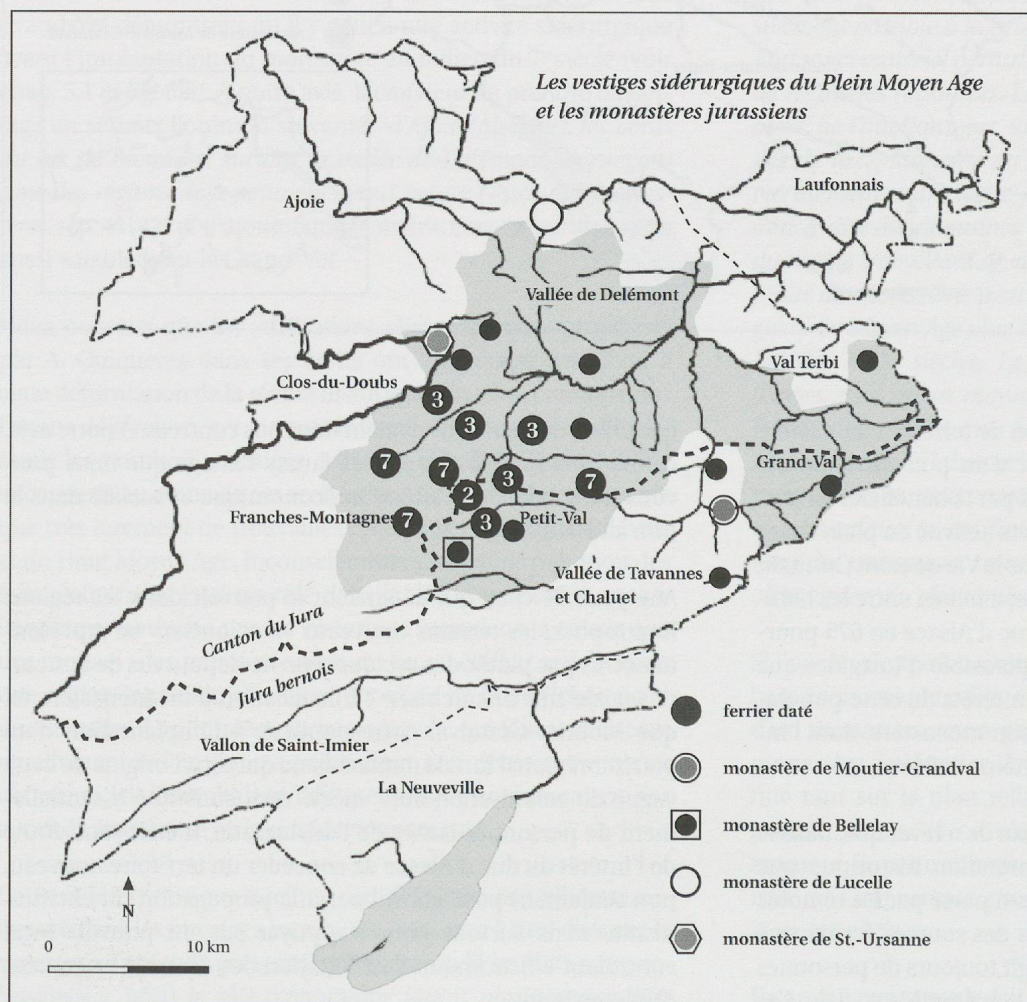 Les vestiges sidérurgiques du Plein Moyen Age
et les monastères jurassiens
Laufonnais
Ajoie
Vallée de Delémont
Val Terbi
Clos-du-Doubs
3
3
3
Grand-Val
7
7
3
7
2
Franches-Montagnes
7
3
Petit-Val
Vallée de Tavannes
et Chaluet
Canton du Jura
Jura bernois
ferrier daté
Vallon de Saint-Imier
monastère de Moutier-Grandval
La Neuveville
monastère de Bellelay
monastère de Lucelle
N
0
10 km
monastère de St.-Ursanne